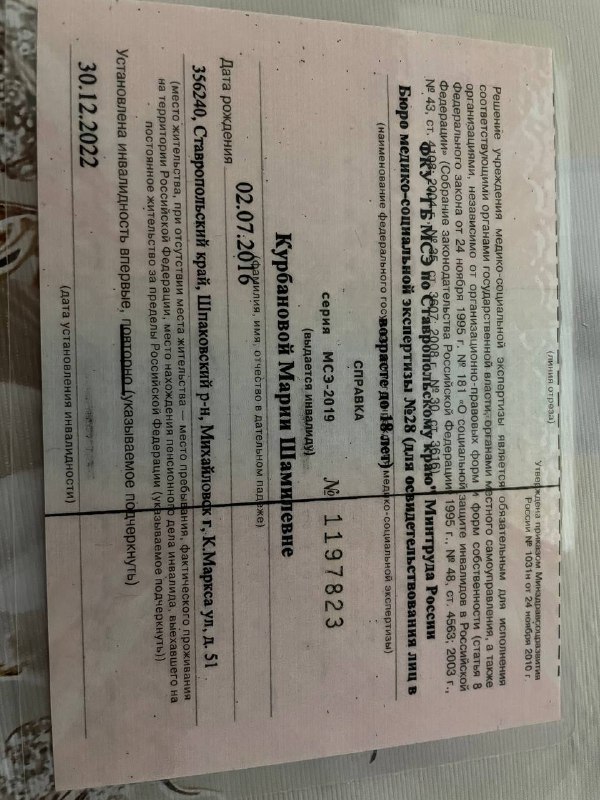 (линия отреза)
Утверждена приказом Минздравсоцразвития
России № 1031н от 24 ноября 2010 г.
Решение учреждения медико-социальной экспертизы является обязательным для исполнения
соответствующими органами государственной власти, органами местного самоуправления, а также
организациями, независимо от организационно-правовых форм и форм собственности (статья 8
Федерального закона от 24 ноября 1995 г. № 181 «О социальной защите инвалидов в Российской
Федерации» (Собрание законодательства Российской Федерации, 1995 г., № 48, ст. 4563; 2003 г.,
№ 43, ст. 2008, № 30, ст. 3616)
ФКУ "ГБ МСЭ по Ставропольскому краю" Минтруда России
Бюро медико-социальной экспертизы №28 (для освидетельствования лиц в
возрасте до 18 лет)
(наименование федерального медико-социальной экспертизы)
СПРАВКА
серия МСЭ-2019 № 1197823
(выдается инвалиду)
Курбановой Марии Шамилевне
(фамилия, имя, отчество в дательном падеже)
Дата рождения 02.07.2016
356240, Ставропольский край, Шпаковский р-н, Михайловск г, К.Маркса ул, д. 51
(место жительства, при отсутствии места жительства — место пребывания, фактического проживания
на территории Российской Федерации, место нахождения пенсионного дела инвалида, выехавшего на
постоянное жительство за пределы Российской Федерации (указываемое подчеркнуть))
Установлена инвалидность впервые, повторно (указываемое подчеркнуть)
30.12.2022
(дата установления инвалидности)